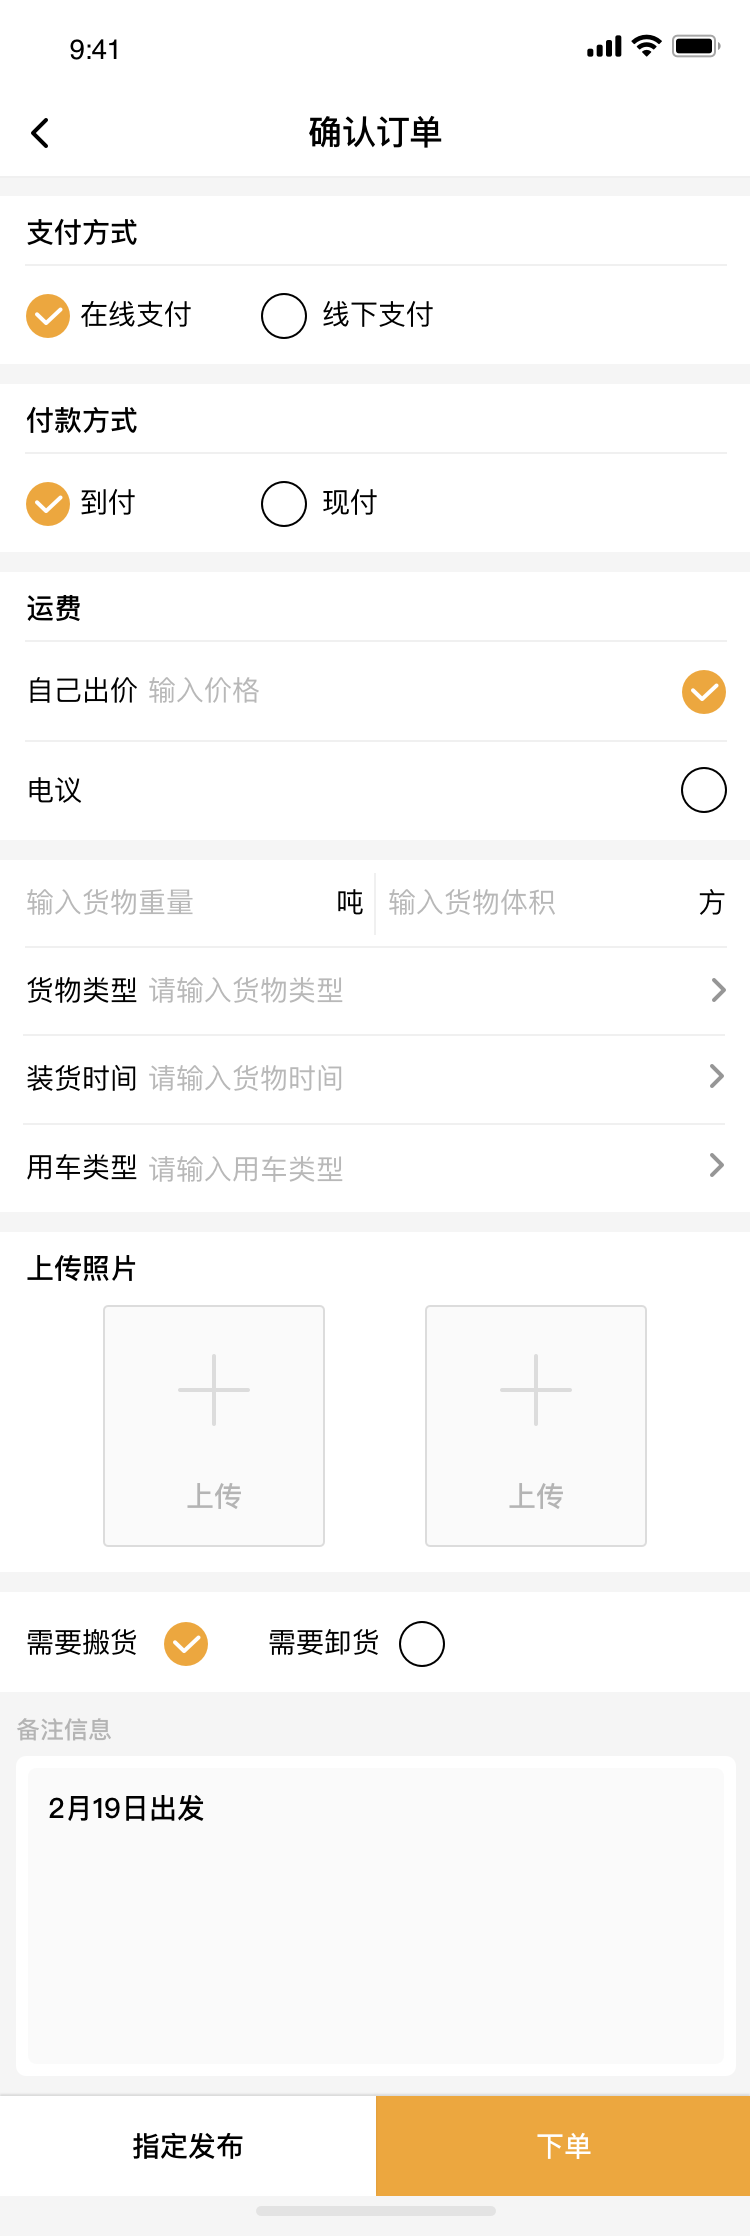 9:41
确认订单
支付方式
在线支付 线下支付
付款方式
到付 现付
运费
自己出价 输入价格
电议
输入货物重量 吨 输入货物体积 方
货物类型 请输入货物类型
装货时间 请输入货物时间
用车类型 请输入用车类型
上传照片
上传 上传
需要搬货 需要卸货
备注信息
2月19日出发
指定发布 下单